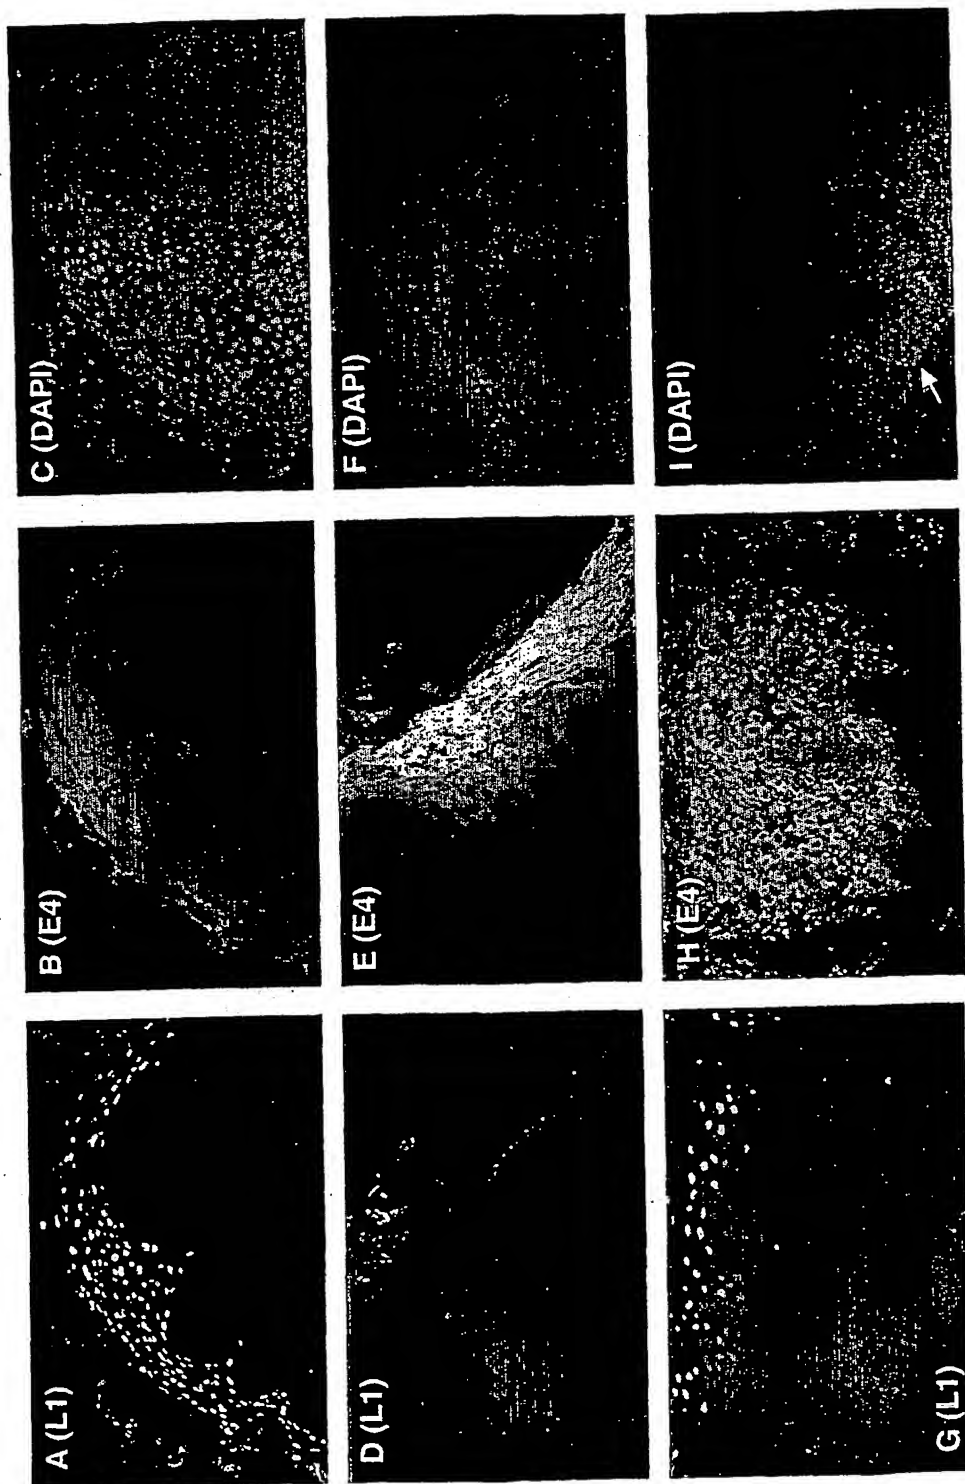 A (L1)
B (E4)
C (DAPI)
D (L1)
E (E4)
F (DAPI)
G (L1)
H (E4)
I (DAPI)